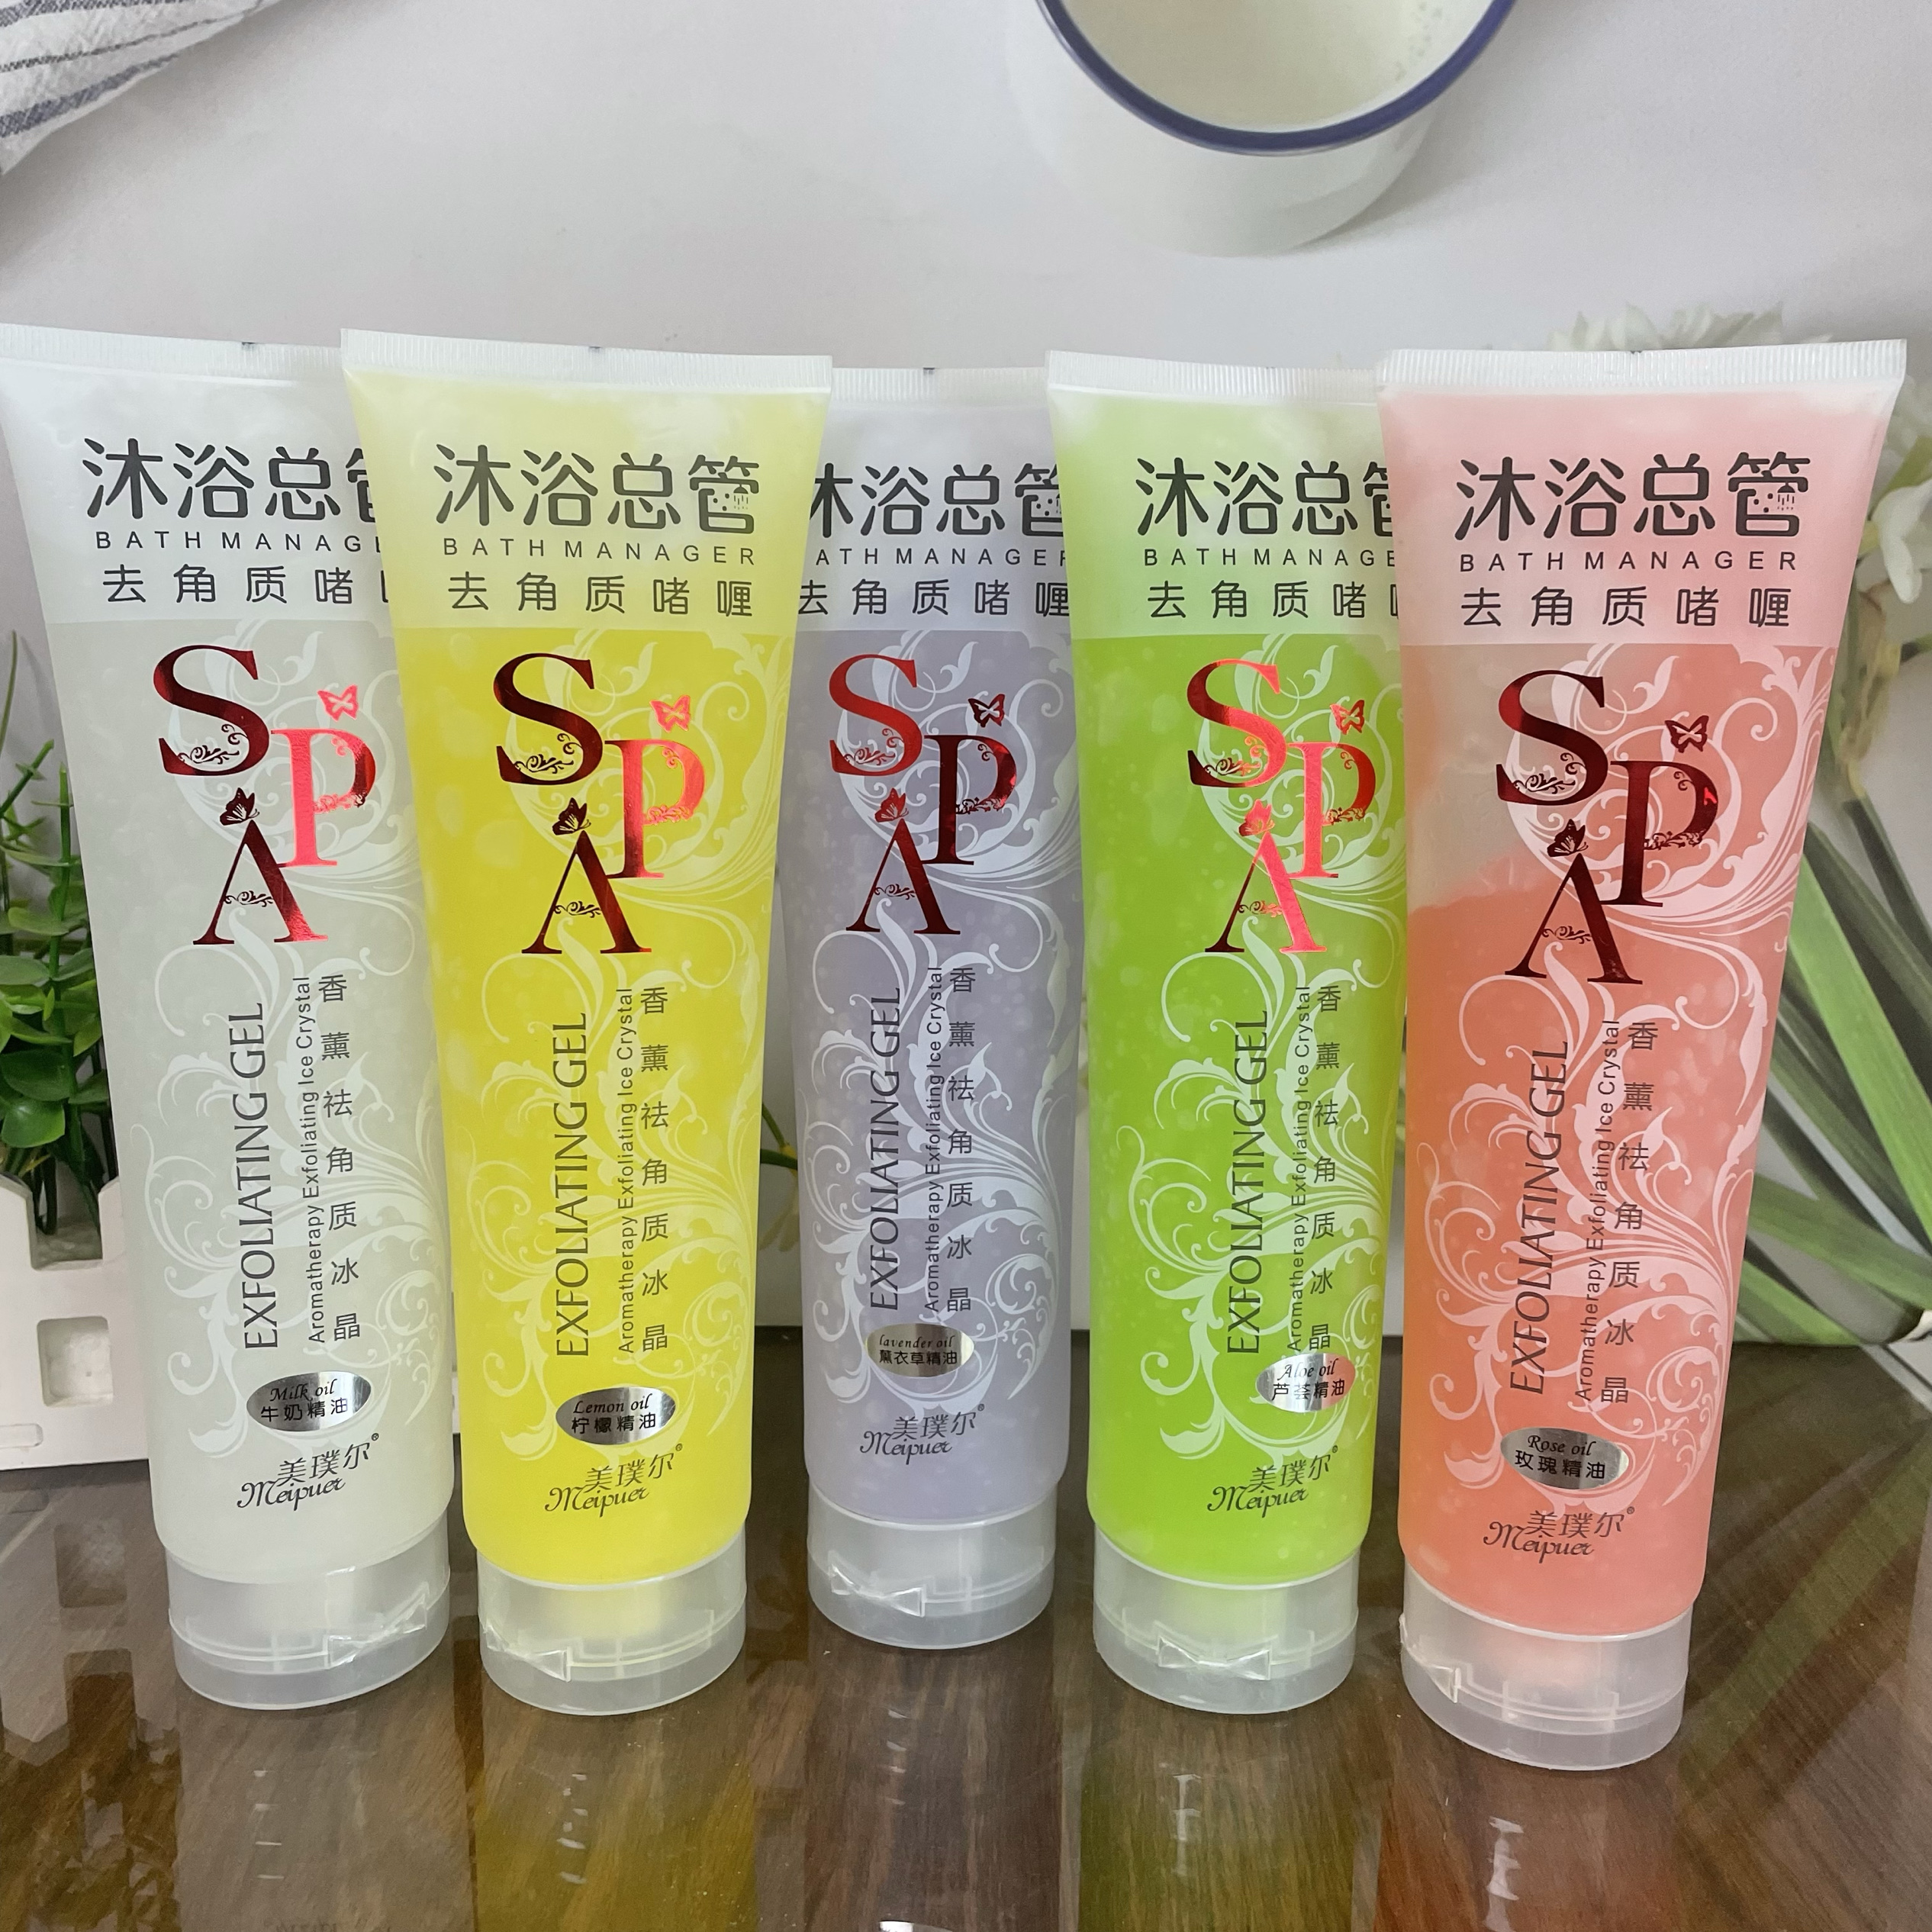 沐浴总管
BATH MANAGE
去角质啫喱
SPA
EXFOLIATING GEL
Aromatherapy Exfoliating Ice Crystal
香薰祛角质冰晶
Milk oil
牛奶精油
美璞尔®
Meipuer
沐浴总管
BATH MANAGER
去角质啫喱
SPA
EXFOLIATING GEL
Aromatherapy Exfoliating Ice Crystal
香薰祛角质冰晶
Lemon oil
柠檬精油
美璞尔®
Meipuer
沐浴总管
ATH MANAGER
去角质啫喱
SPA
EXFOLIATING GEL
Aromatherapy Exfoliating Ice Crystal
香薰祛角质冰晶
lavender oil
薰衣草精油
美璞尔®
Meipuer
沐浴总管
BATH MANAGE
去角质啫
SPA
EXFOLIATING GEL
Aromatherapy Exfoliating Ice Crystal
香薰祛角质冰晶
Aloe oil
芦荟精油
美璞尔®
Meipuer
沐浴总管
BATH MANAGER
去角质啫喱
SPA
EXFOLIATING GEL
Aromatherapy Exfoliating Ice Crystal
香薰祛角质冰晶
Rose oil
玫瑰精油
美璞尔®
Meipuer